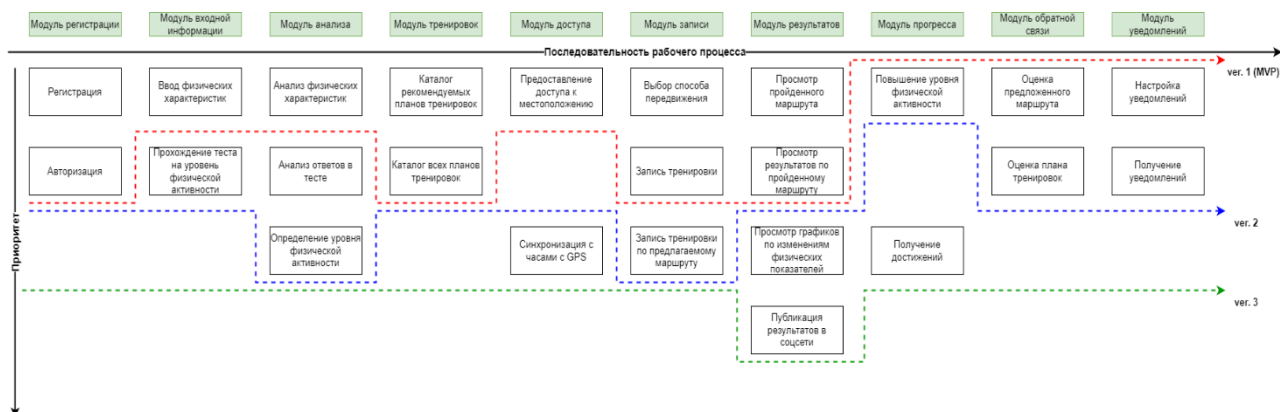 Модуль регистрации
Модуль входной
информации
Модуль анализа
Модуль тренировок
Модуль доступа
Модуль записи
Модуль результатов
Модуль прогресса
Модуль обратной
связи
Модуль
уведомлений
Последовательность рабочего процесса
ver. 1 (MVP)
Регистрация
Ввод физических
характеристик
Анализ физических
характеристик
Каталог
рекомендуемых
планов тренировок
Предоставление
доступа к
местоположению
Выбор способа
передвижения
Просмотр
пройденного
маршрута
Повышение уровня
физической
активности
Оценка
предложенного
маршрута
Настройка
уведомлений
Авторизация
Прохождение теста
на уровень
физической
активности
Анализ ответов в
тесте
Каталог всех планов
тренировок
Запись тренировки
Просмотр
результатов по
пройденному
маршруту
Оценка плана
тренировок
Получение
уведомлений
ver. 2
Приоритет
Определение уровня
физической
активности
Синхронизация с
часами с GPS
Запись тренировки
по предлагаемому
маршруту
Просмотр графиков
по изменениям
физических
показателей
Получение
достижений
ver. 3
Публикация
результатов в
соцсети